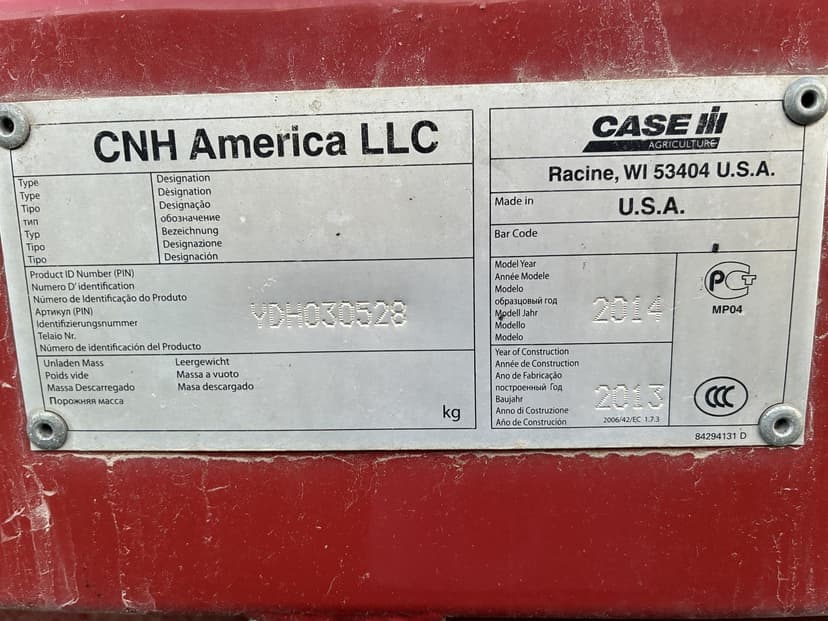 CNH America LLC
Type
Type
Tipo
тип
Typ
Tipo
Tipo
Designation
Dèsignation
Designação
обозначение
Bezeichnung
Designazione
Designación
Product ID Number (PIN)
Numero D' identification
Número de Identificação do Produto
Артикул (PIN)
Identifizierungsnummer
Telaio Nr.
Número de identificación del Producto
YDH030528
Unladen Mass
Poids vide
Massa Descarregado
Порожняя масса
Leergewicht
Massa a vuoto
Masa descargado
kg
CASE IH
AGRICULTURE
Racine, WI 53404 U.S.A.
Made in
U.S.A.
Bar Code
Model Year
Année Modele
Modelo
образцовый год
Modell Jahr
Modello
Modelo
2014
Year of Construction
Année de Construction
Ano de Fabricação
построенный Год
Baujahr
Anno di Costruzione
Año de Construción
2013
2006/42/EC 1.7.3
РСТ
MP04
CCC
84294131 D